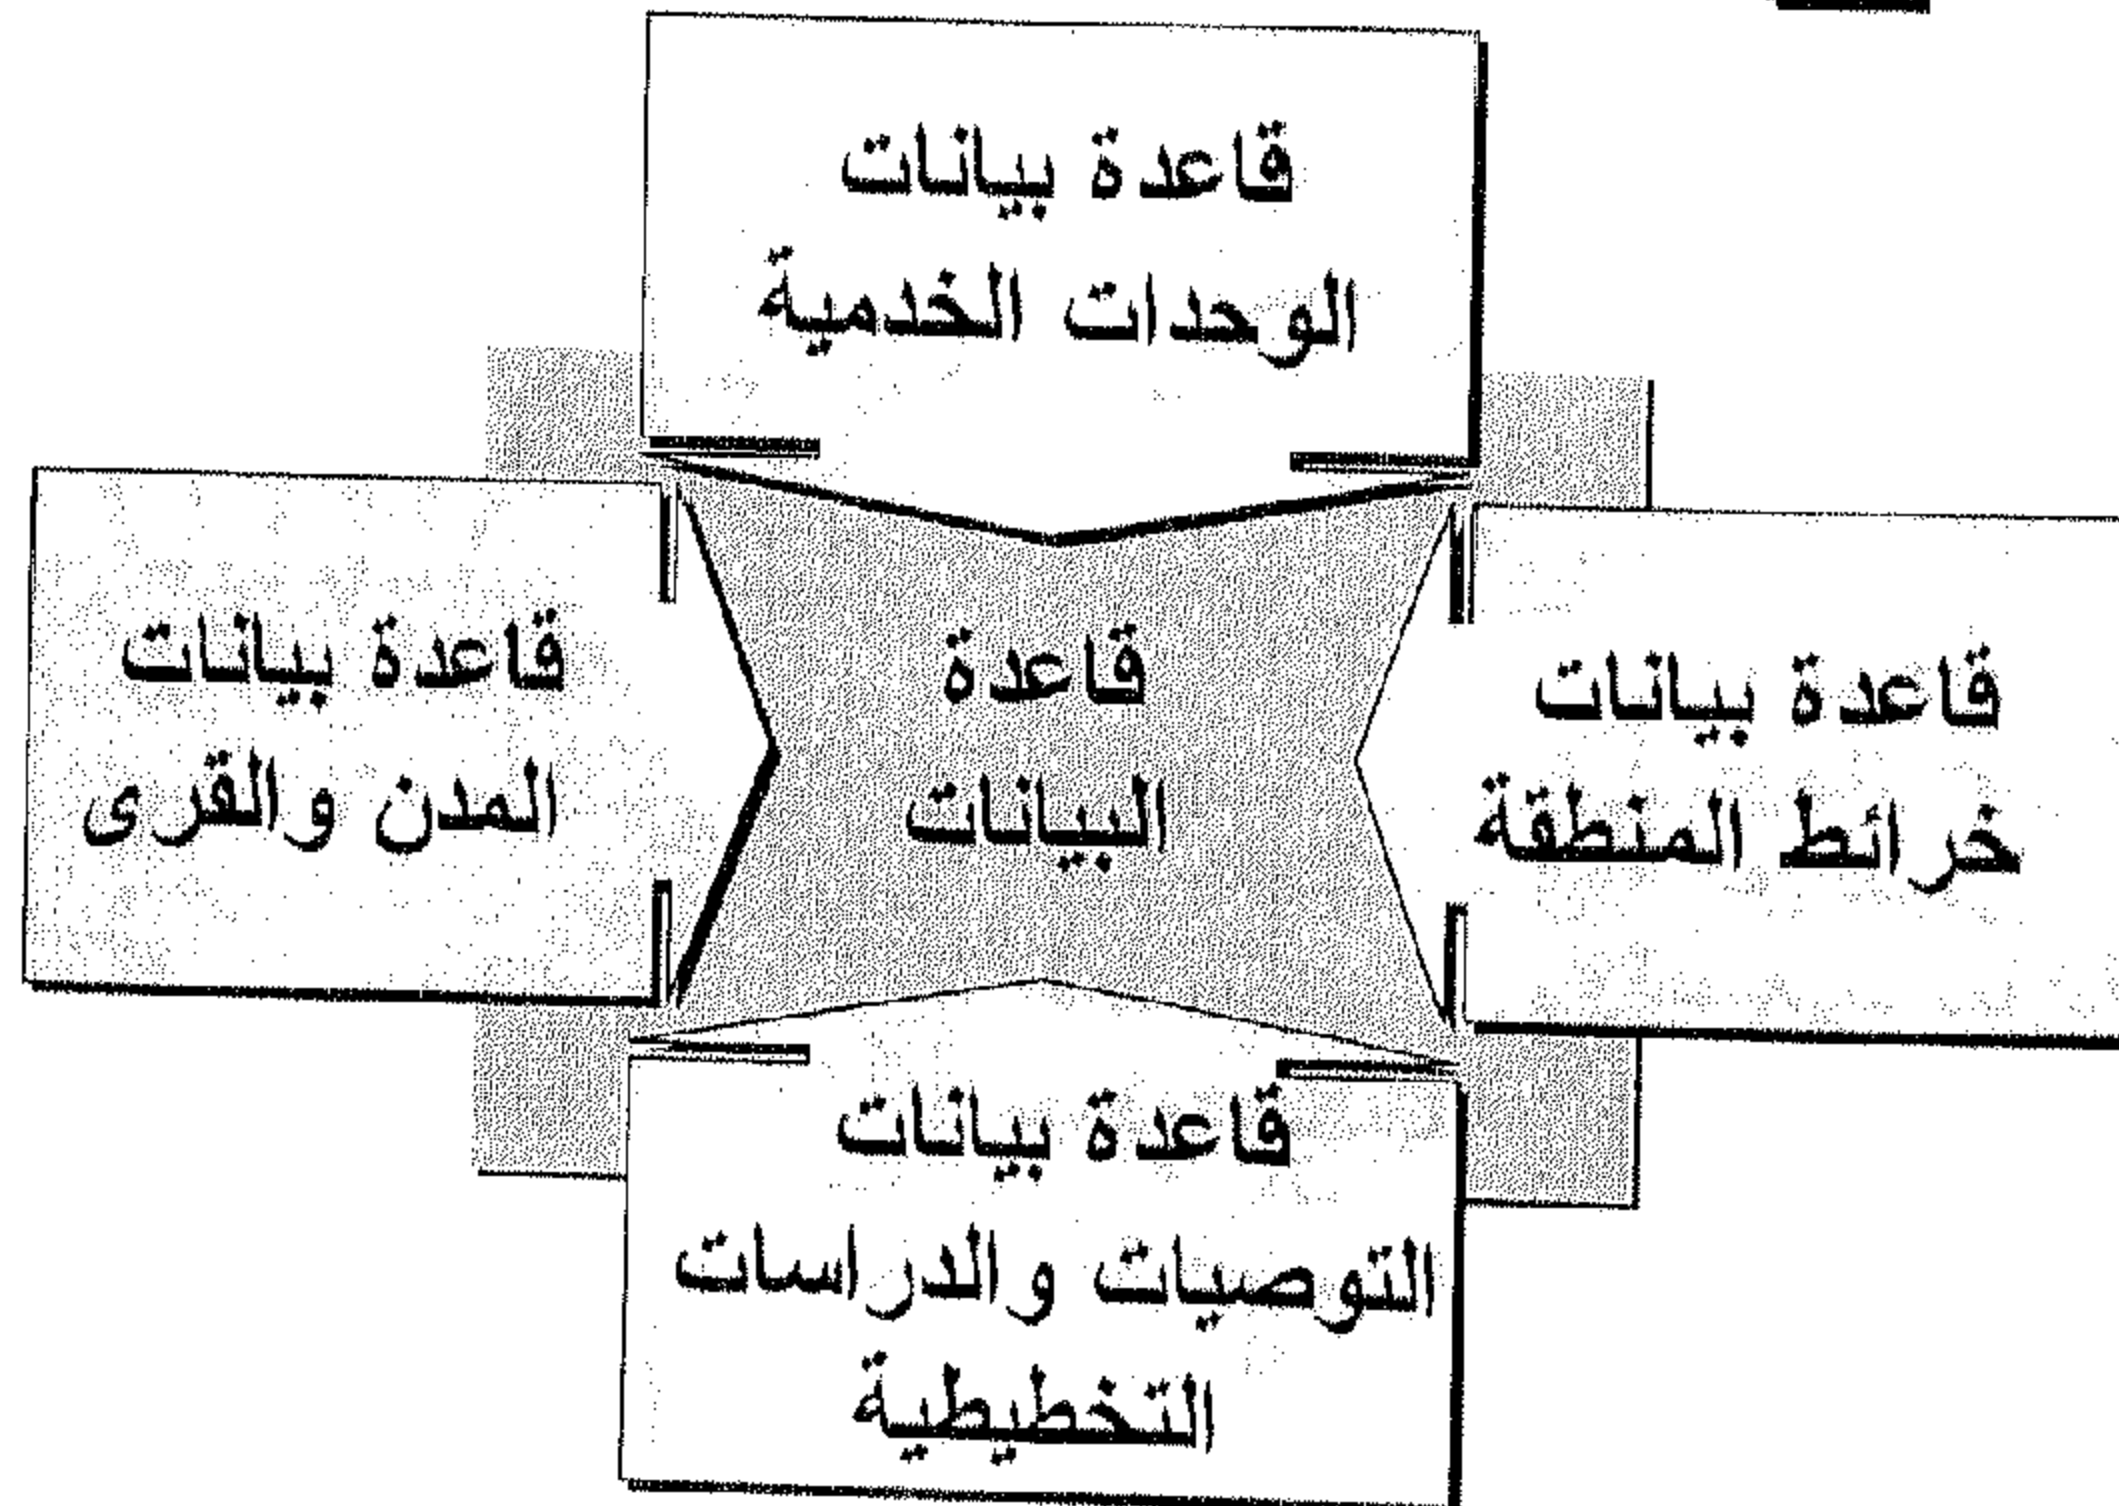 قاعدة بيانات
الوحدات الخدمية
قاعدة بيانات
خرائط المنطقة
قاعدة
البيانات
قاعدة بيانات
المدن والقرى
قاعدة بيانات
التوصيات والدراسات
التخطيطية